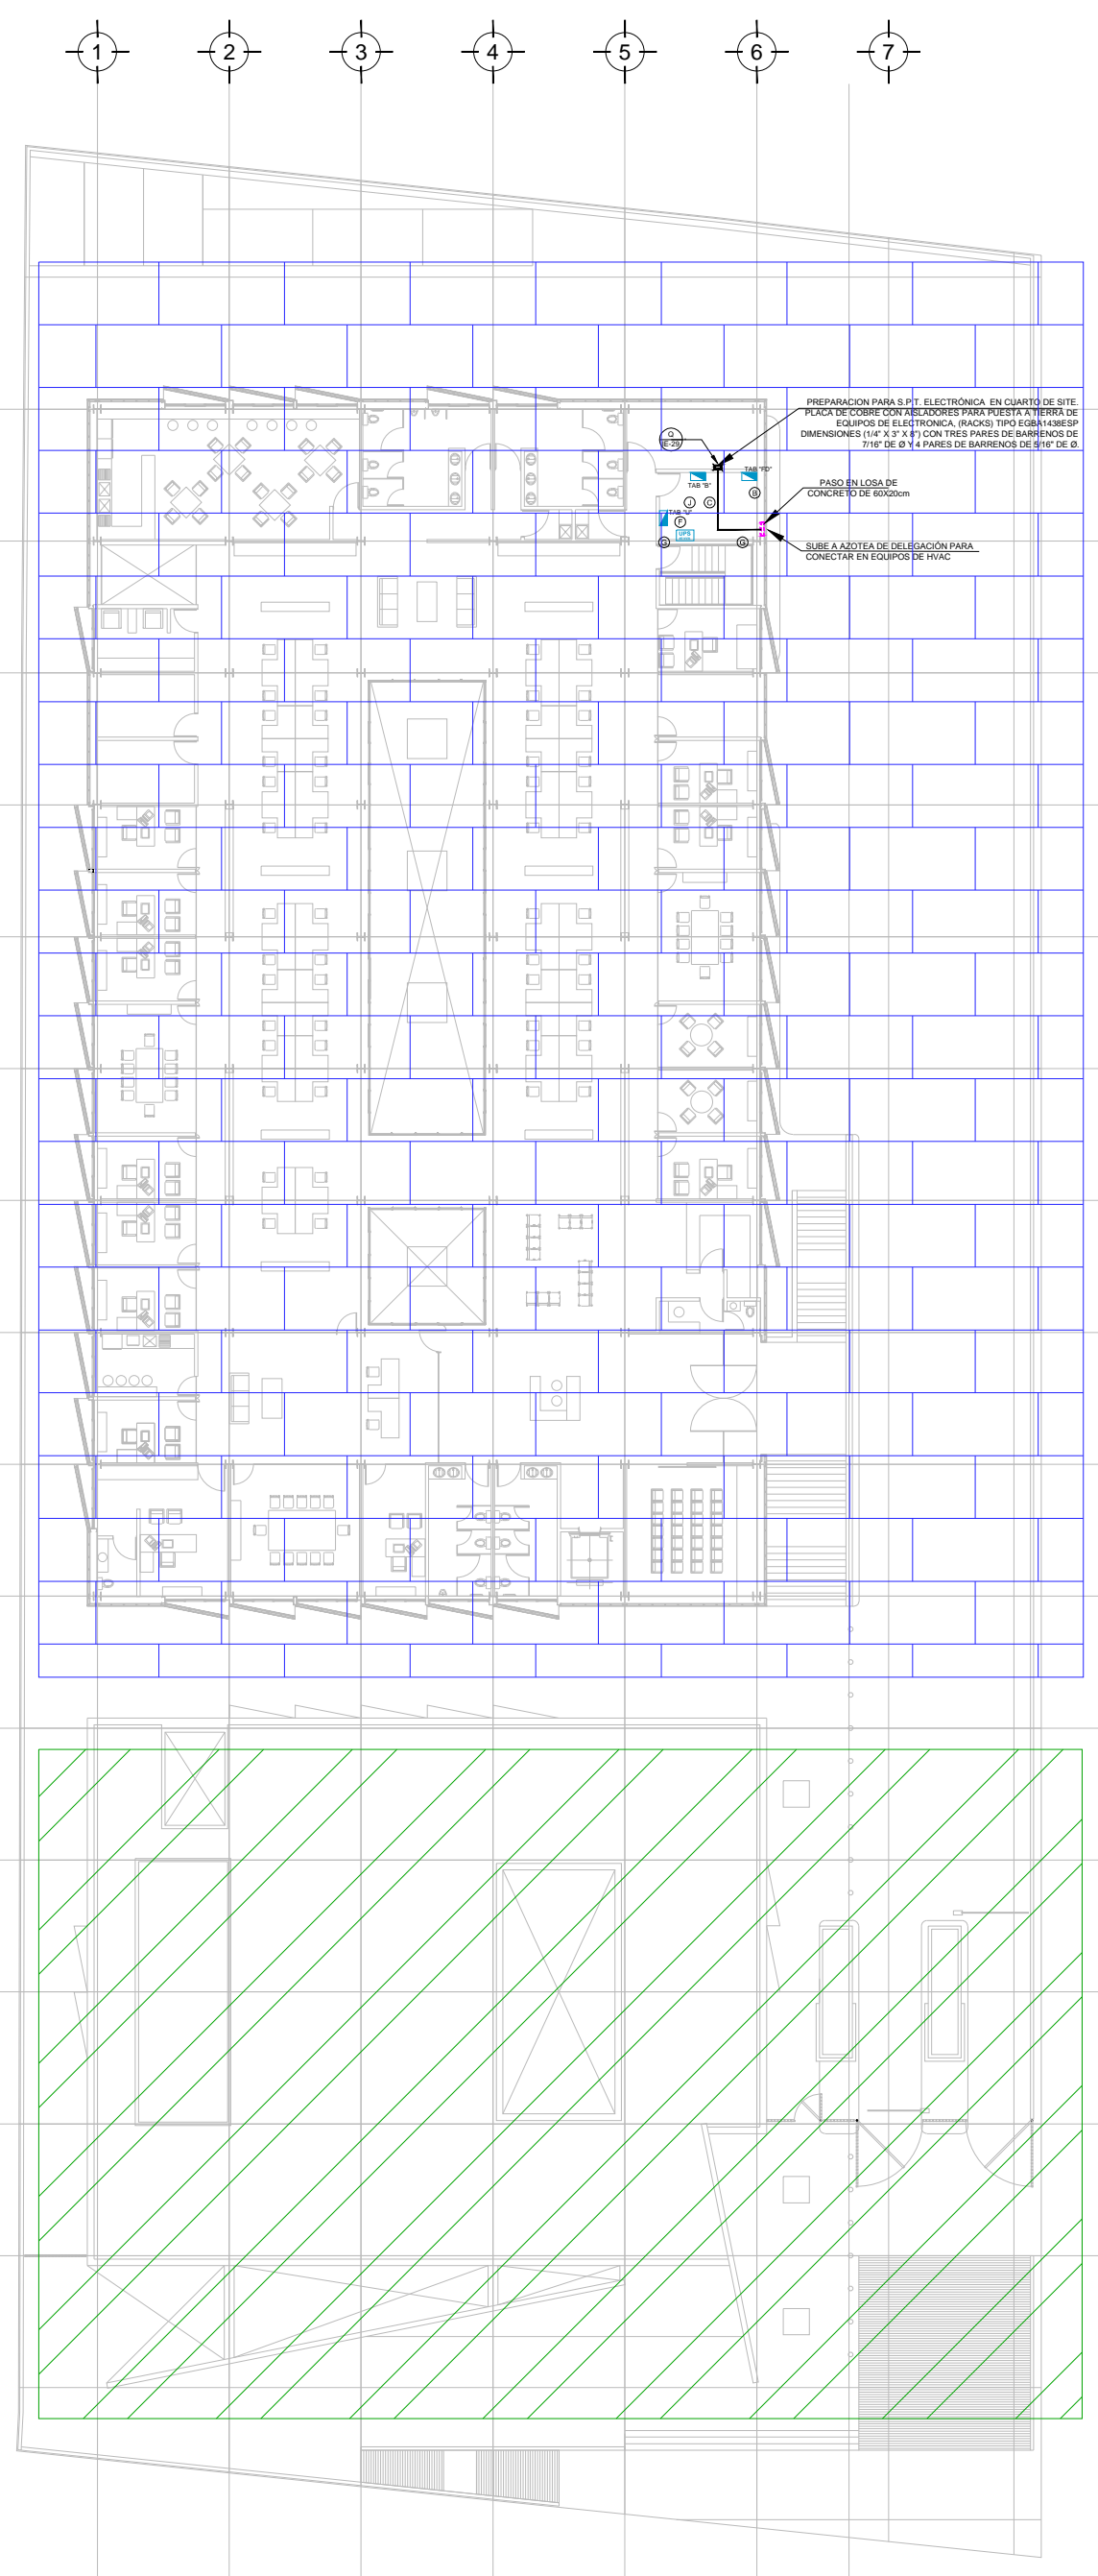 1 2 3 4 5 6 7
PREPARACION PARA S.P.T. ELECTRÓNICA EN CUARTO DE SITE.
PLACA DE COBRE CON AISLADORES PARA PUESTA A TIERRA DE
EQUIPOS DE ELECTRONICA, (RACKS) TIPO EGBA1438ESP
DIMENSIONES (1/4" X 3" X 8") CON TRES PARES DE BARRENOS DE
7/16" DE Ø Y 4 PARES DE BARRENOS DE 5/16" DE Ø.
Q
IE-29
TAB "B"
TAB "FD"
B
J
C
TAB "U"
F
UPS
G
G
PASO EN LOSA DE
CONCRETO DE 60X20cm
SUBE A AZOTEA DE DELEGACIÓN PARA
CONECTAR EN EQUIPOS DE HVAC